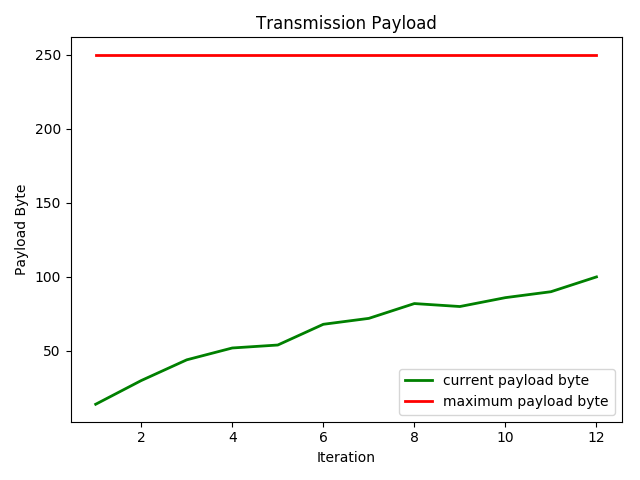 Transmission Payload
250
200
150
100
50
Payload Byte
current payload byte
maximum payload byte
2 4 6 8 10 12
Iteration